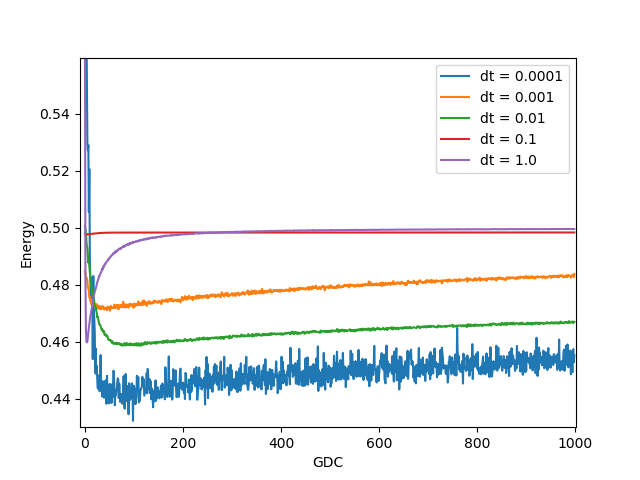 dt = 0.0001
dt = 0.001
dt = 0.01
dt = 0.1
dt = 1.0
0.54
0.52
0.50
0.48
0.46
0.44
Energy
0 200 400 600 800 1000
GDC